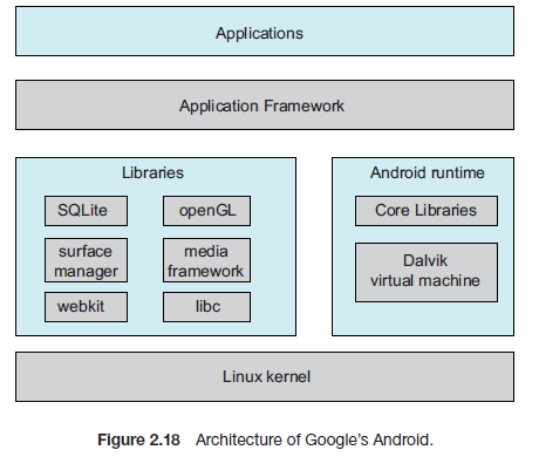 Applications
Application Framework
Libraries
SQLite
openGL
surface
manager
media
framework
webkit
libc
Android runtime
Core Libraries
Dalvik
virtual machine
Linux kernel
Figure 2.18 Architecture of Google's Android.